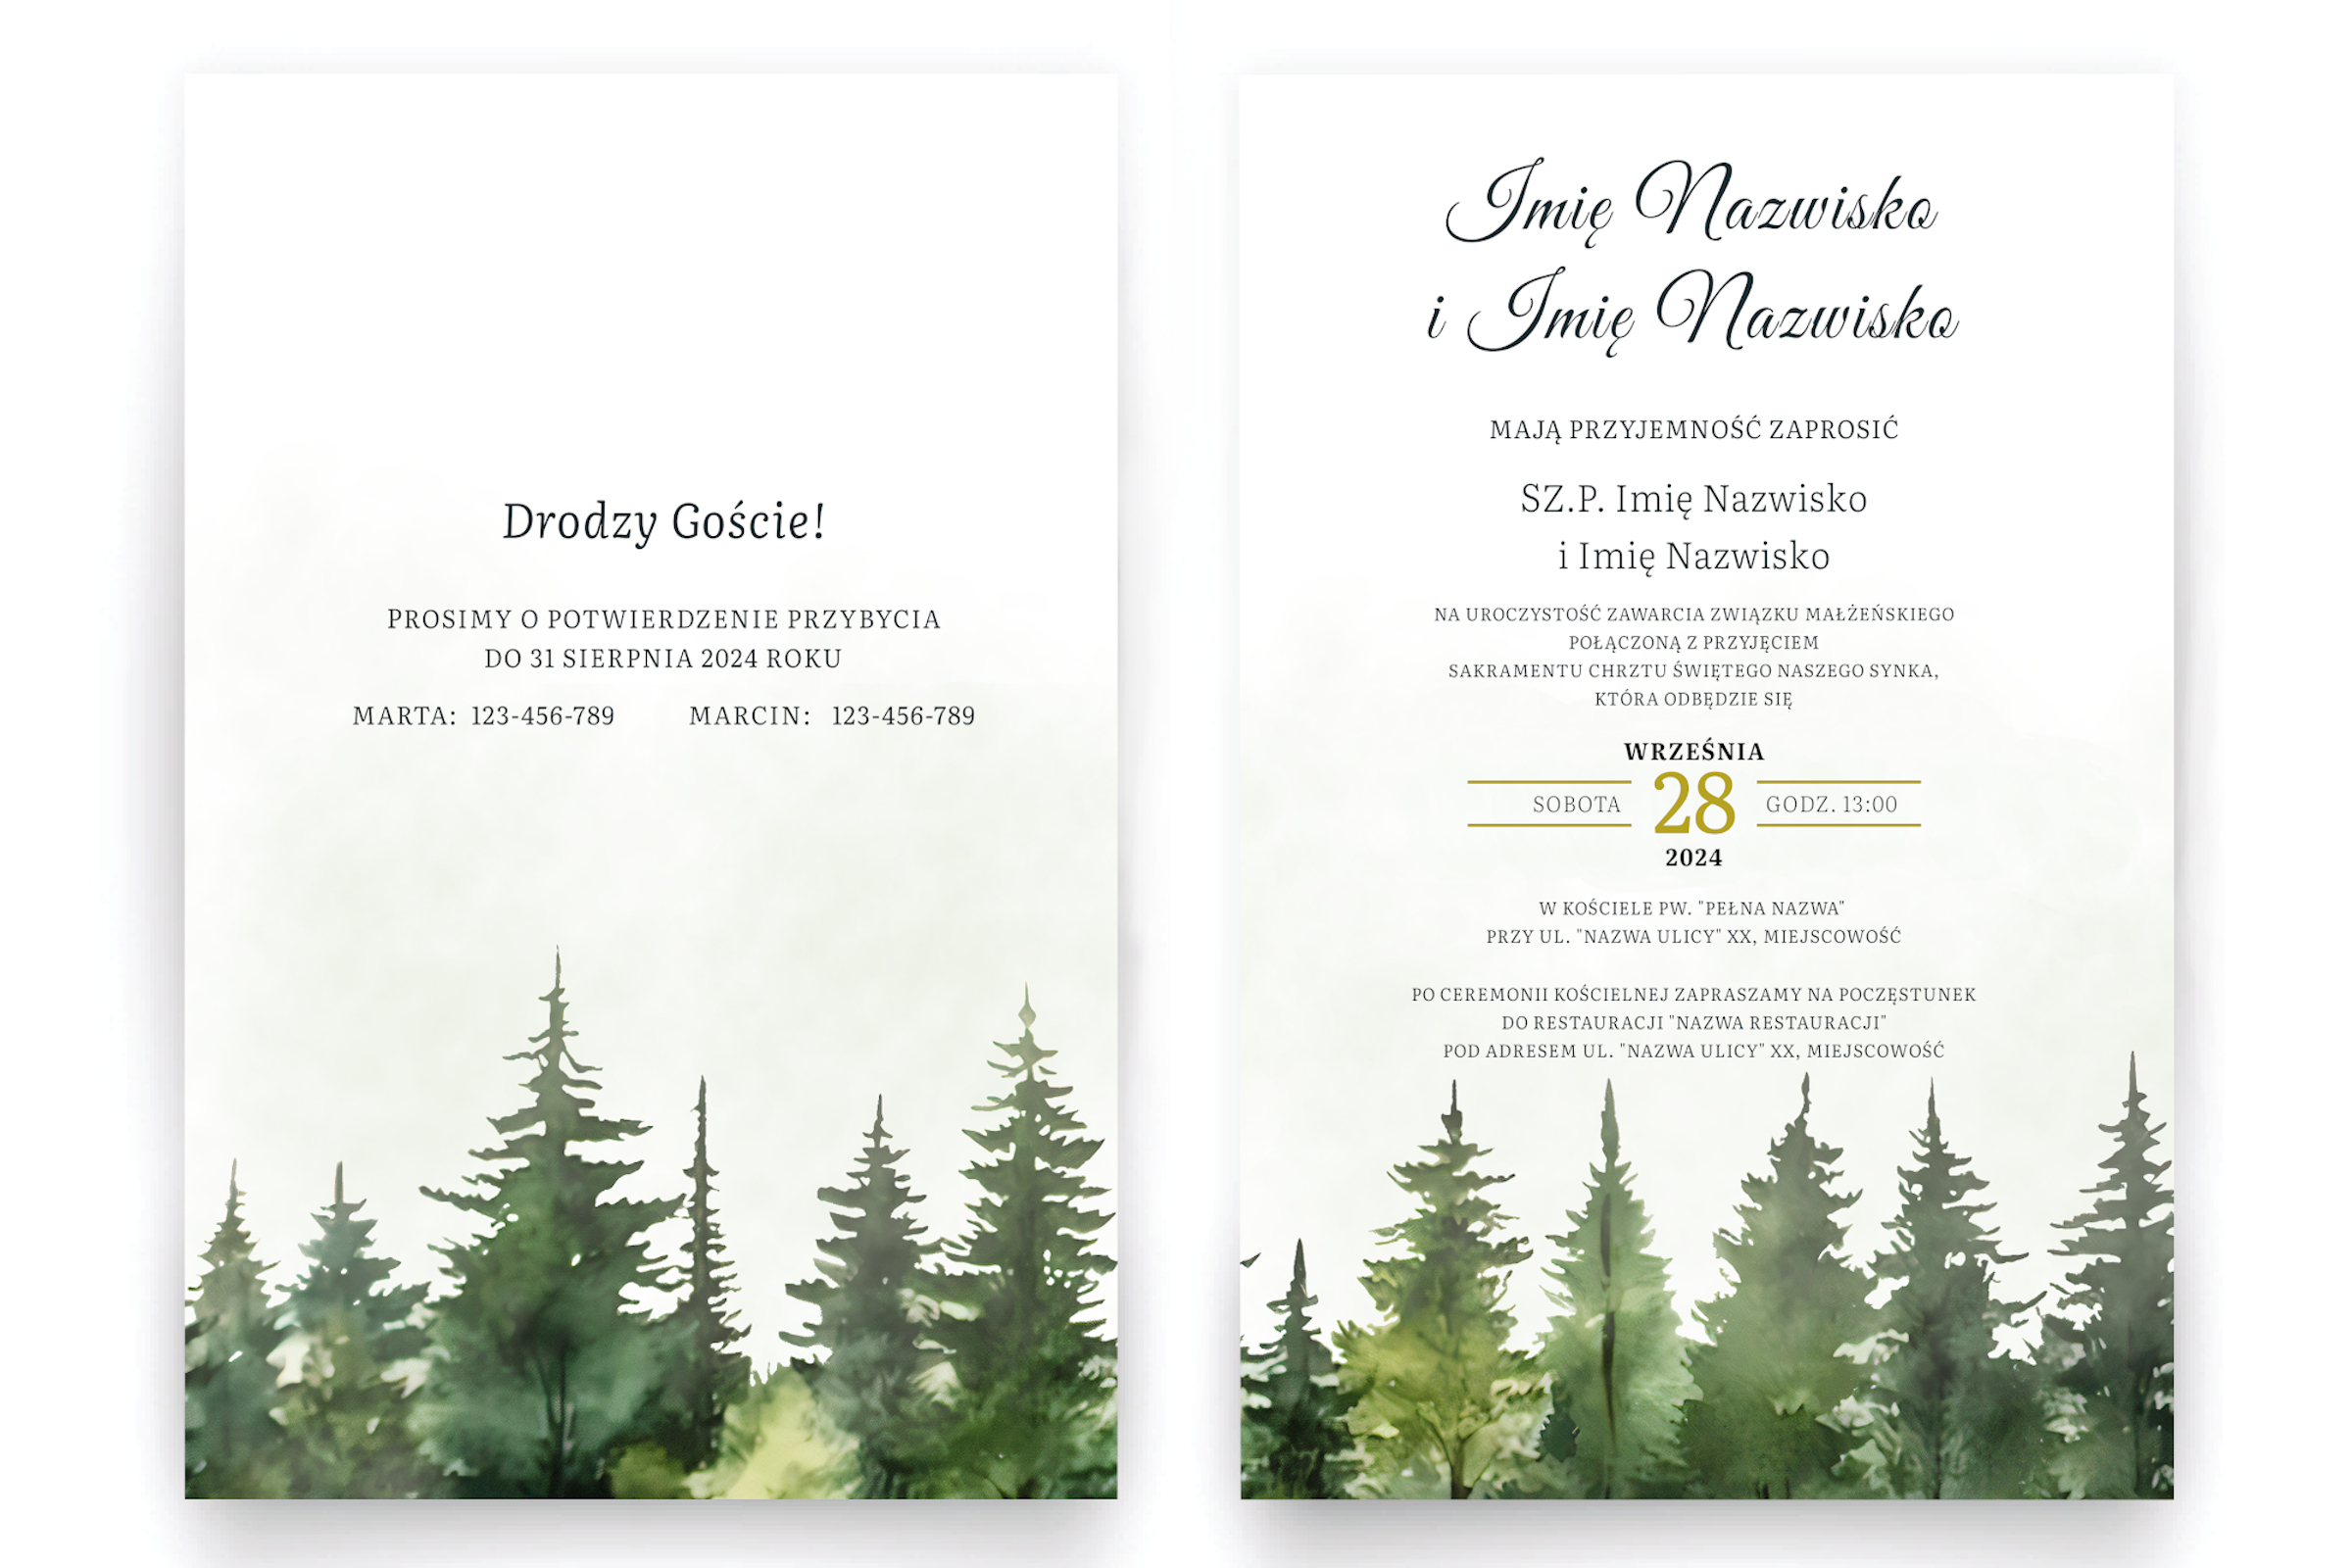 Drodzy Goście!
PROSIMY O POTWIERDZENIE PRZYBYCIA
DO 31 SIERPNIA 2024 ROKU
MARTA: 123-456-789 MARCIN: 123-456-789
Imię Nazwisko
i Imię Nazwisko
MAJĄ PRZYJEMNOŚĆ ZAPROSIĆ
SZ.P. Imię Nazwisko
i Imię Nazwisko
NA UROCZYSTOŚĆ ZAWARCIA ZWIĄZKU MAŁŻEŃSKIEGO
POŁĄCZONĄ Z PRZYJĘCIEM
SAKRAMENTU CHRZTU ŚWIĘTEGO NASZEGO SYNKA,
KTÓRA ODBĘDZIE SIĘ
WRZEŚNIA
SOBOTA 28 GODZ. 13:00
2024
W KOŚCIELE PW. "PEŁNA NAZWA"
PRZY UL. "NAZWA ULICY" XX, MIEJSCOWOŚĆ
PO CEREMONII KOŚCIELNEJ ZAPRASZAMY NA POCZĘSTUNEK
DO RESTAURACJI "NAZWA RESTAURACJI"
POD ADRESEM UL. "NAZWA ULICY" XX, MIEJSCOWOŚĆ